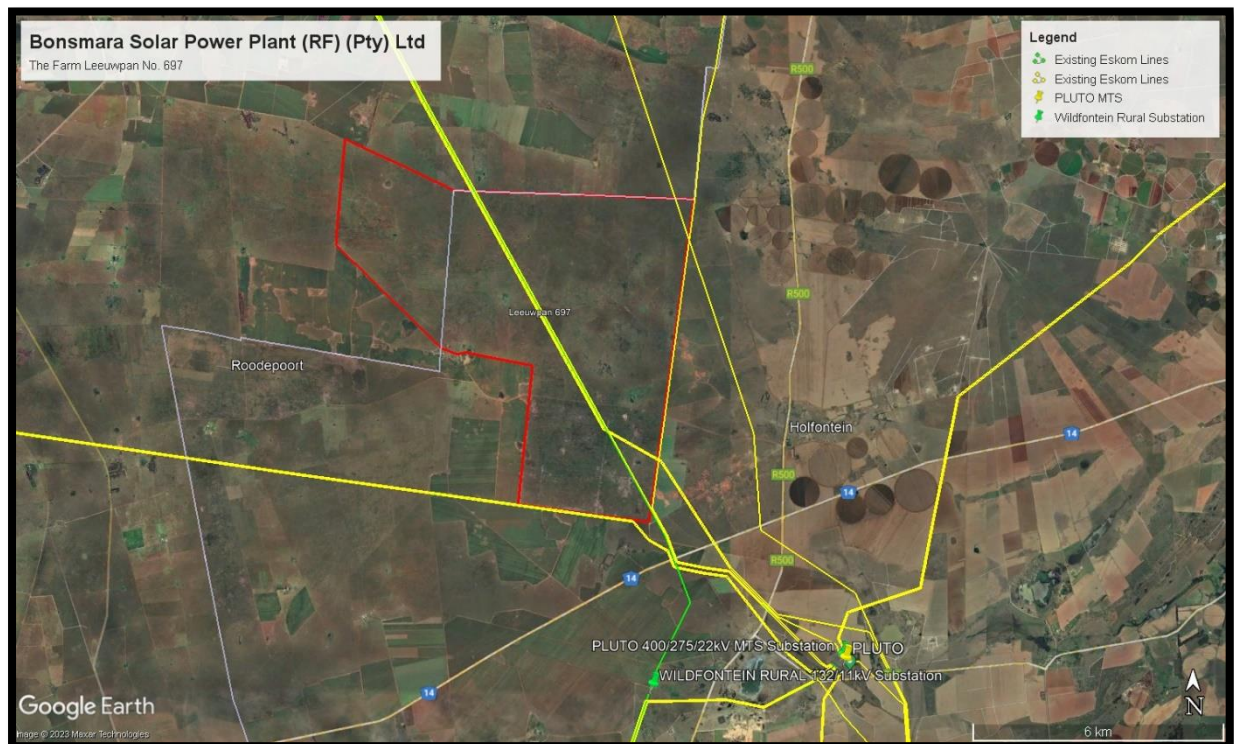 Bonsmara Solar Power Plant (RF) (Pty) Ltd
The Farm Leeuwpan No. 697
Legend
Existing Eskom Lines
Existing Eskom Lines
PLUTO MTS
Wildfontein Rural Substation
R500
R500
Leeuwpan 697
Roodepoort
Holfontein
14
R500
14
R500
14
PLUTO 400/275/22kV MTS Substation
PLUTO
WILDFONTEIN RURAL 132/11kV Substation
14
Google Earth
Image © 2023 Maxar Technologies
N
6 km